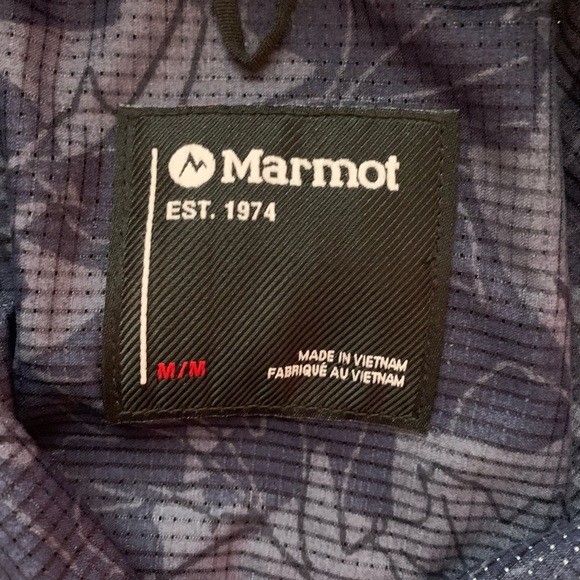 Marmot
EST. 1974
M/M
MADE IN VIETNAM
FABRIQUÉ AU VIETNAM